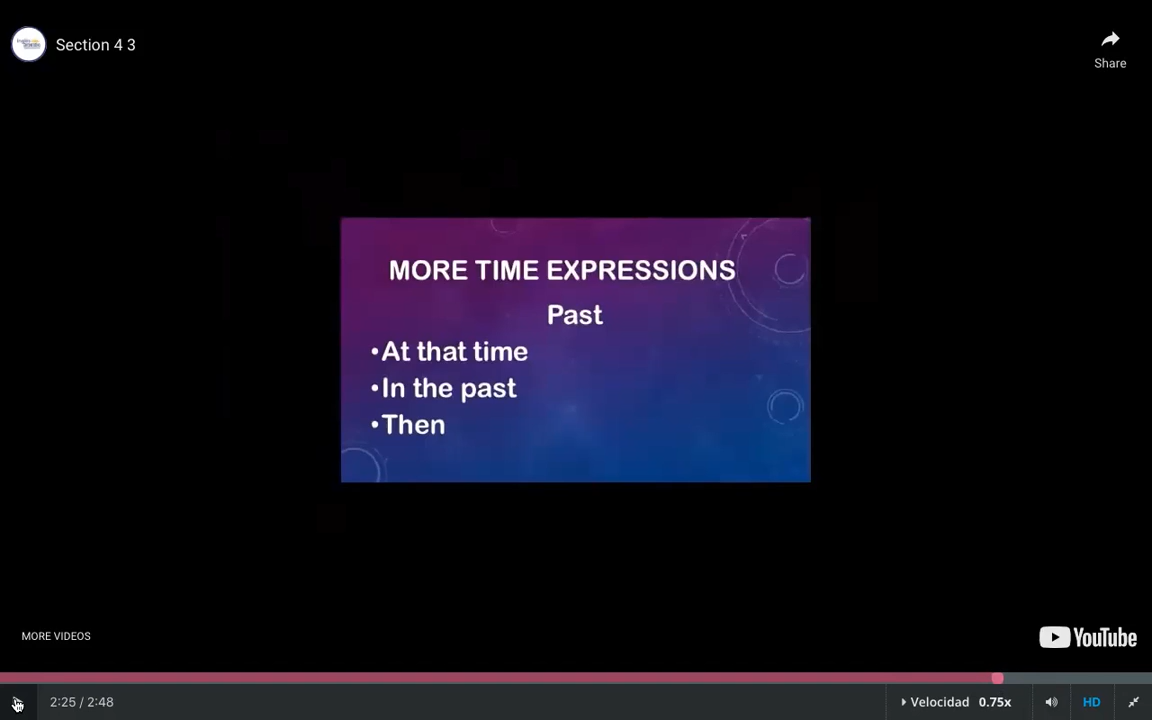 Section 4 3
Share
MORE TIME EXPRESSIONS
Past
•At that time
•In the past
•Then
MORE VIDEOS
YouTube
2:25 / 2:48
Velocidad 0.75x
HD